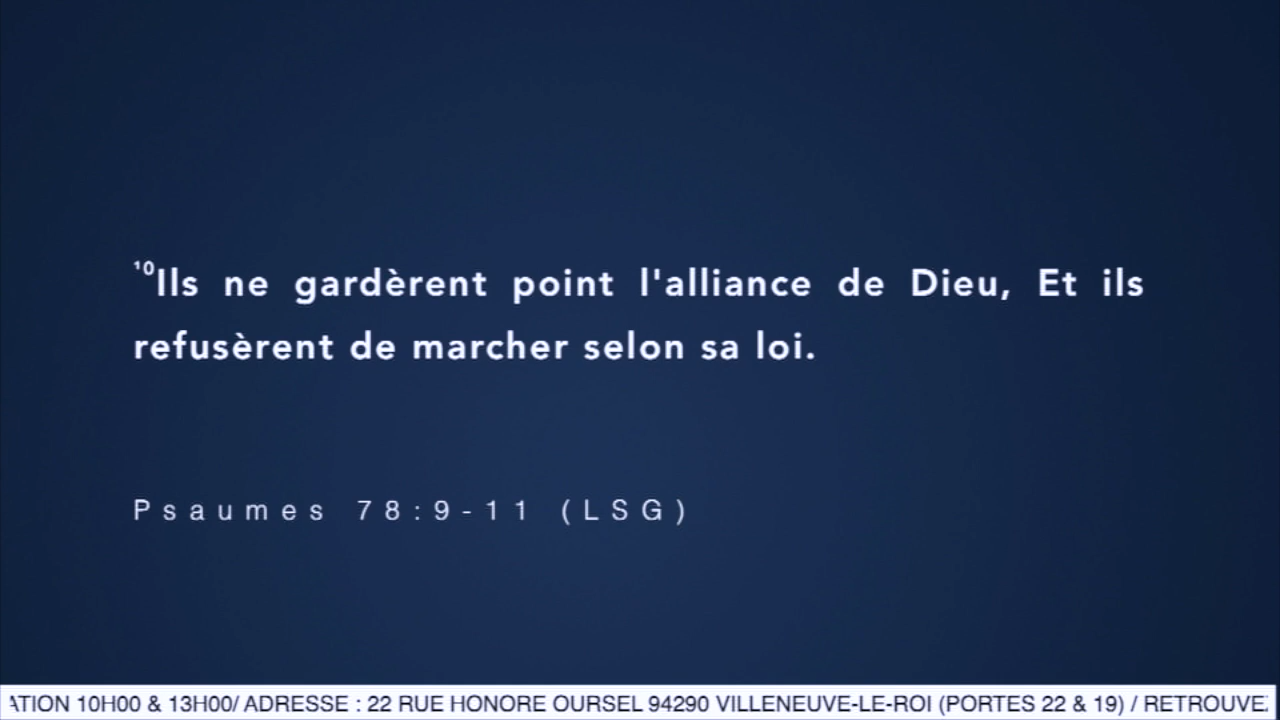 ¹⁰Ils ne gardèrent point l'alliance de Dieu, Et ils
refusèrent de marcher selon sa loi.
Psaumes 78:9-11 (LSG)
ATION 10H00 & 13H00/ ADRESSE : 22 RUE HONORE OURSEL 94290 VILLENEUVE-LE-ROI (PORTES 22 & 19) / RETROUVEZ